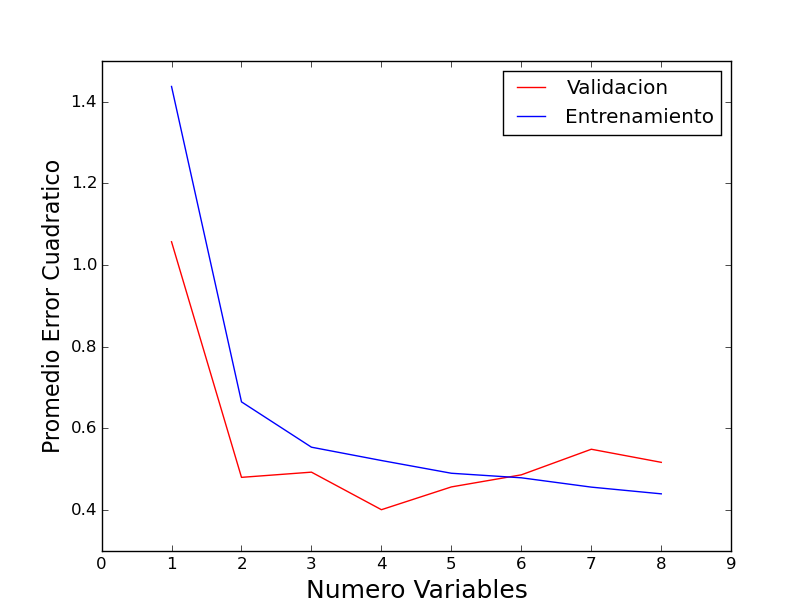 Validacion
Entrenamiento
Promedio Error Cuadratico
1.4
1.2
1.0
0.8
0.6
0.4
0 1 2 3 4 5 6 7 8 9
Numero Variables